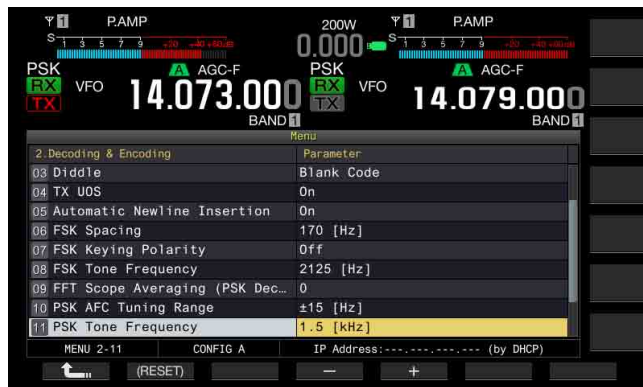 1 P.AMP 200W 1 P.AMP
S 1 3 5 7 9 +20 +40 +60dB 0.000 S 1 3 5 7 9 +20 +40 +60dB
PSK A AGC-F PSK A AGC-F
RX TX VFO 14.073.000 RX TX VFO 14.079.000
BAND 1 BAND 1
Menu
2.Decoding & Encoding Parameter
03 Diddle Blank Code
04 TX UOS On
05 Automatic Newline Insertion On
06 FSK Spacing 170 [Hz]
07 FSK Keying Polarity Off
08 FSK Tone Frequency 2125 [Hz]
09 FFT Scope Averaging (PSK Dec… 0
10 PSK AFC Tuning Range ±15 [Hz]
11 PSK Tone Frequency 1.5 [kHz]
MENU 2-11 CONFIG A IP Address:---.---.---.--- (by DHCP)
(RESET) − +